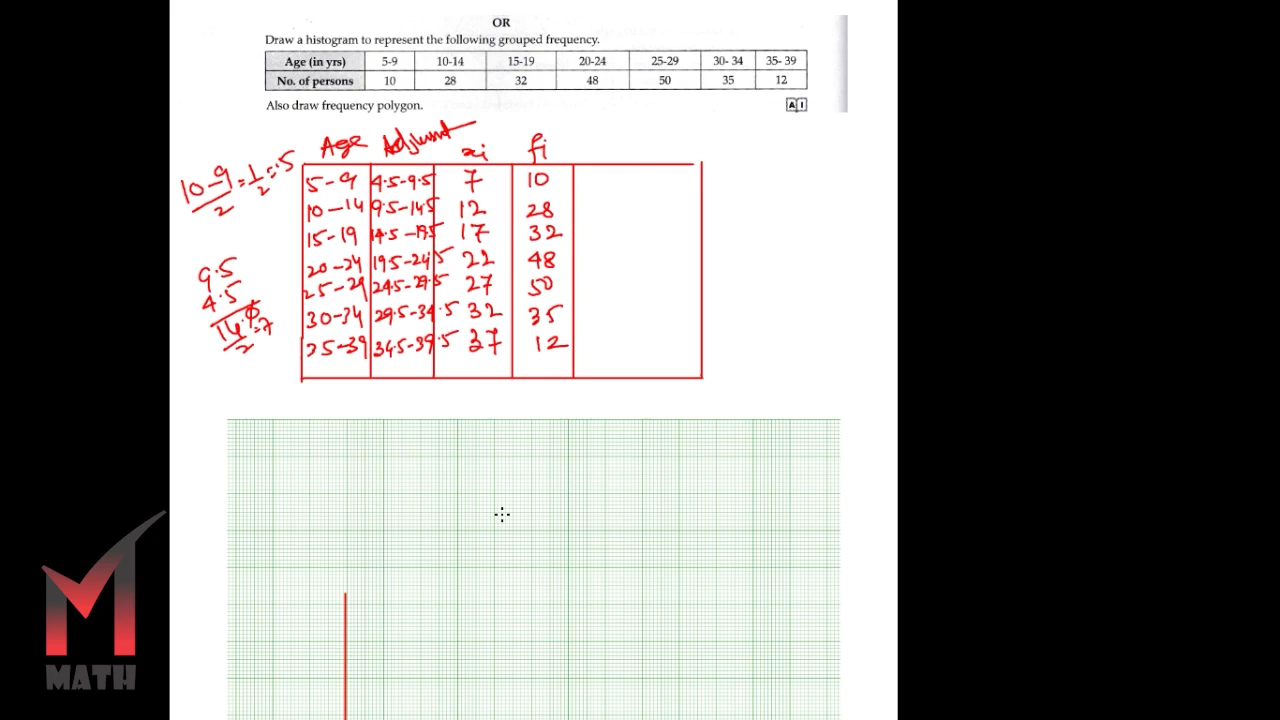 OR
Draw a histogram to represent the following grouped frequency.
Age (in yrs) 5-9 10-14 15-19 20-24 25-29 30- 34 35- 39
No. of persons 10 28 32 48 50 35 12
Also draw frequency polygon.
A I
Age xi fi
10-9/2 = 1/2 = .5
5-9 4.5-9.5 7 10
10-14 9.5-14.5 12 28
15-19 14.5-19.5 17 32
20-24 19.5-24.5 22 48
25-29 24.5-29.5 27 50
30-34 29.5-34.5 32 35
35-39 34.5-39.5 37 12
9.5
4.5
=7
2
MATH